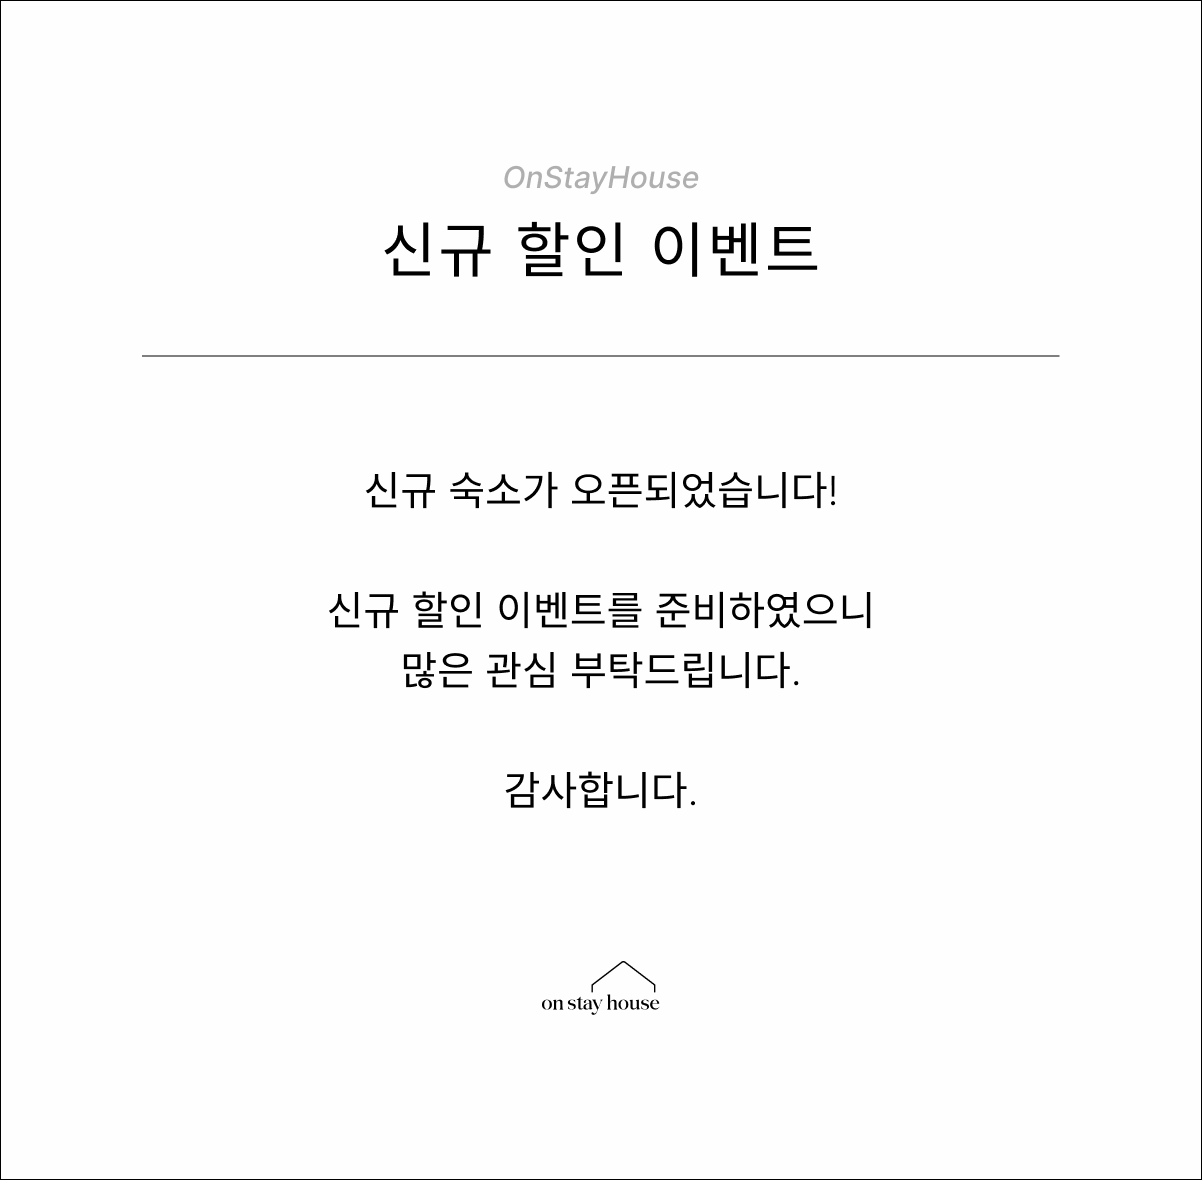 OnStayHouse
신규 할인 이벤트
신규 숙소가 오픈되었습니다!
신규 할인 이벤트를 준비하였으니
많은 관심 부탁드립니다.
감사합니다.
on stay house